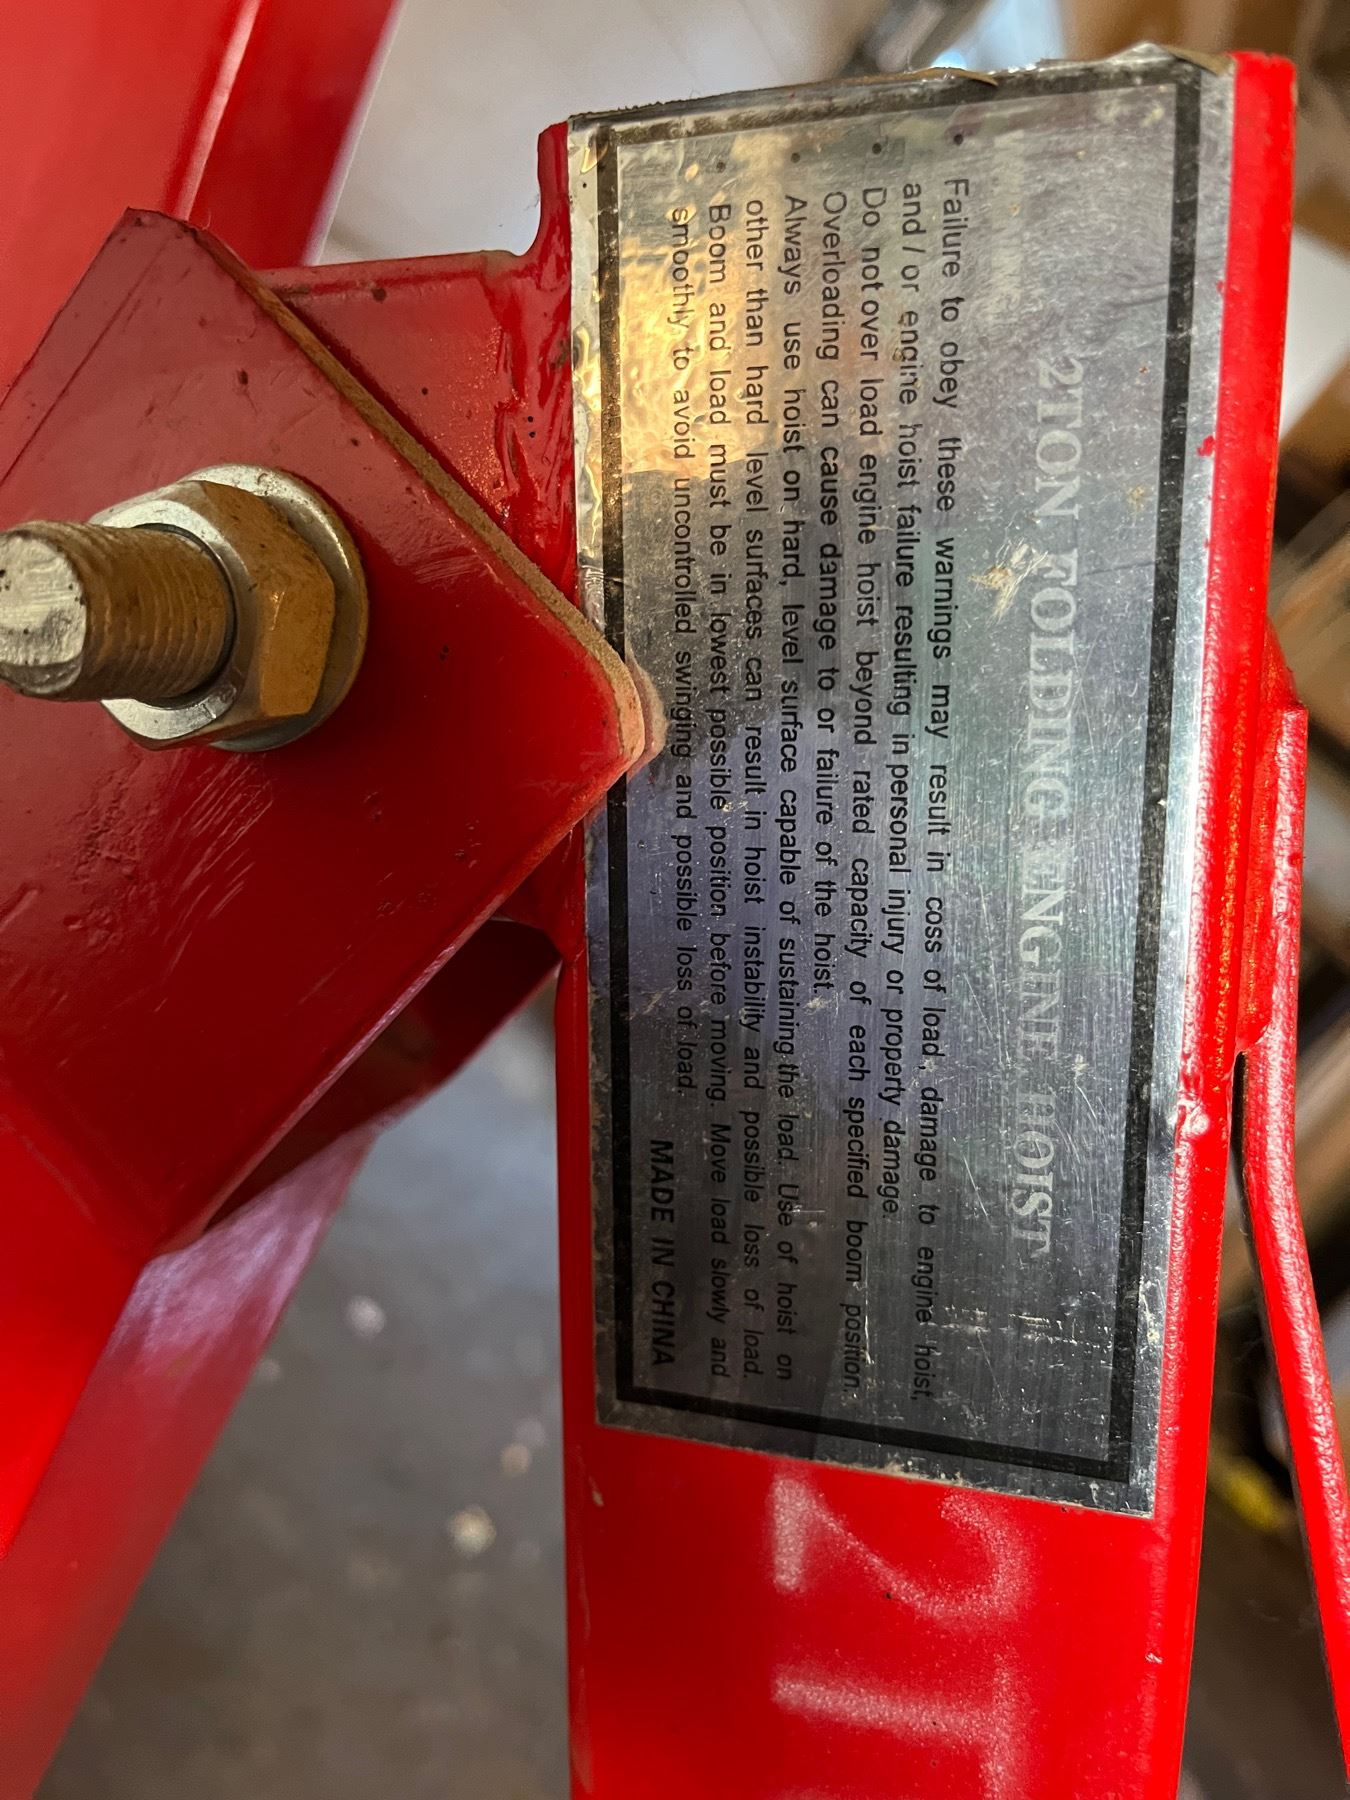 2TON FOLDING ENGINE HOIST
• Failure to obey these warnings may result in coss of load, damage to engine hoist,
and / or engine hoist failure resulting in personal injury or property damage.
• Do not over load engine hoist beyond rated capacity of each specified boom position.
Overloading can cause damage to or failure of the hoist.
• Always use hoist on hard, level surface capable of sustaining the load. Use of hoist on
other than hard level surfaces can result in hoist instability and possible loss of load.
• Boom and load must be in lowest possible position before moving. Move load slowly and
smoothly to avoid uncontrolled swinging and possible loss of load.
MADE IN CHINA
2T